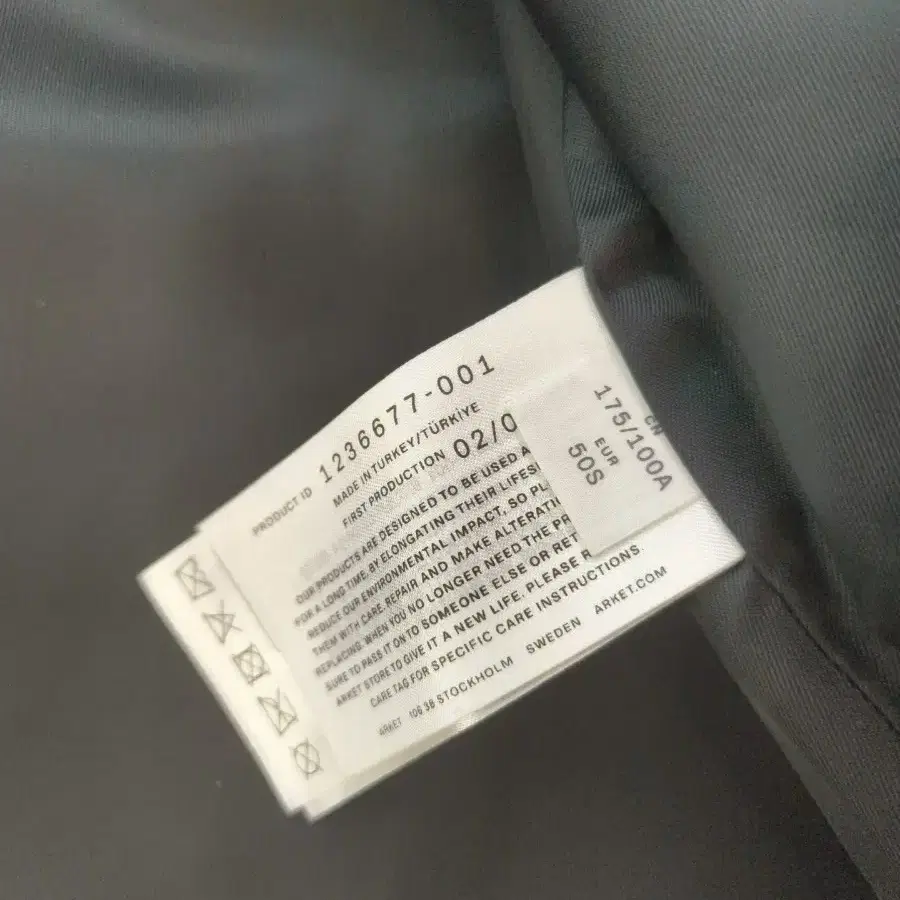 PRODUCT ID 1236677-001
MADE IN TURKEY/TÜRKİYE
FIRST PRODUCTION 02/0
OUR PRODUCTS ARE DESIGNED TO BE USED A
FOR A LONG TIME. BY ELONGATING THEIR LIFES
REDUCE OUR ENVIRONMENTAL IMPACT, SO PL
THEM WITH CARE, REPAIR AND MAKE ALTERATI
REPLACING. WHEN YOU NO LONGER NEED THE PR
SURE TO PASS IT ON TO SOMEONE ELSE OR RET
ARKET STORE TO GIVE IT A NEW LIFE. PLEASE R
CARE TAG FOR SPECIFIC CARE INSTRUCTIONS.
ARKET 106 38 STOCKHOLM SWEDEN ARKET.COM
CN
175/100A
EUR
50S